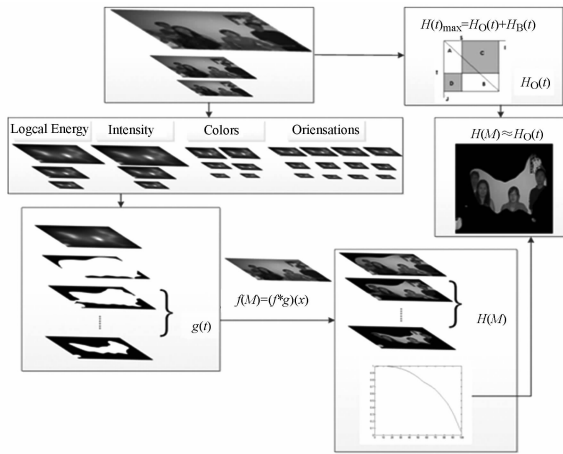 H(t)max=HO(t)+HB(t)
A
C
D
B
T
J
HO(t)
Logcal Energy
Intensity
Colors
Oriensations
H(M)≈HO(t)
g(t)
f(M)=(f*g)(x)
H(M)